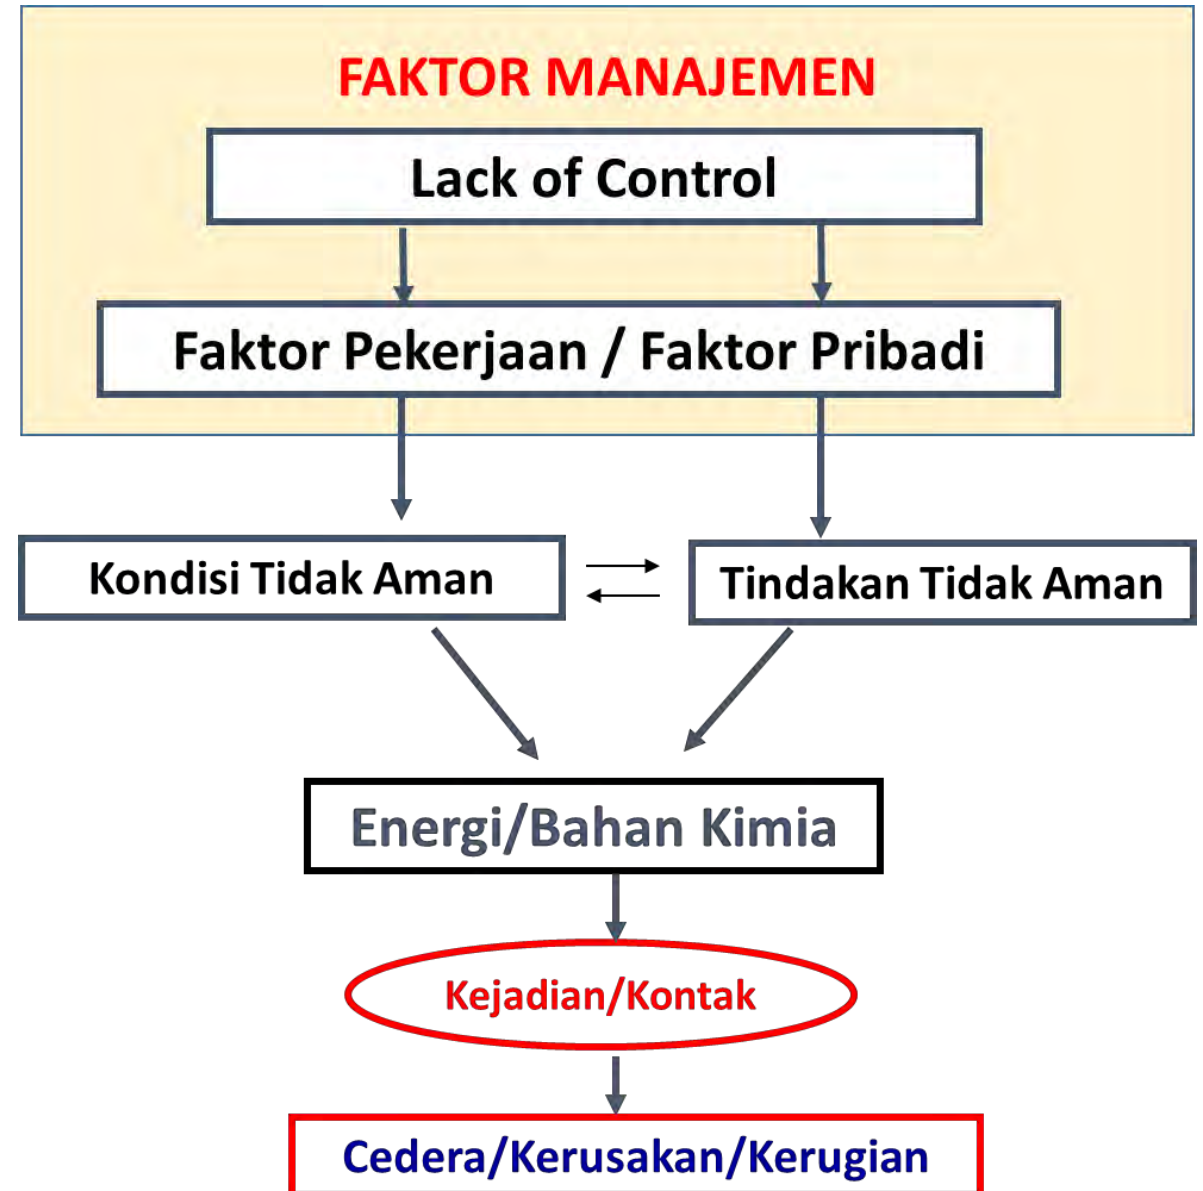 FAKTOR MANAJEMEN
Lack of Control
Faktor Pekerjaan / Faktor Pribadi
Kondisi Tidak Aman
Tindakan Tidak Aman
Energi/Bahan Kimia
Kejadian/Kontak
Cedera/Kerusakan/Kerugian